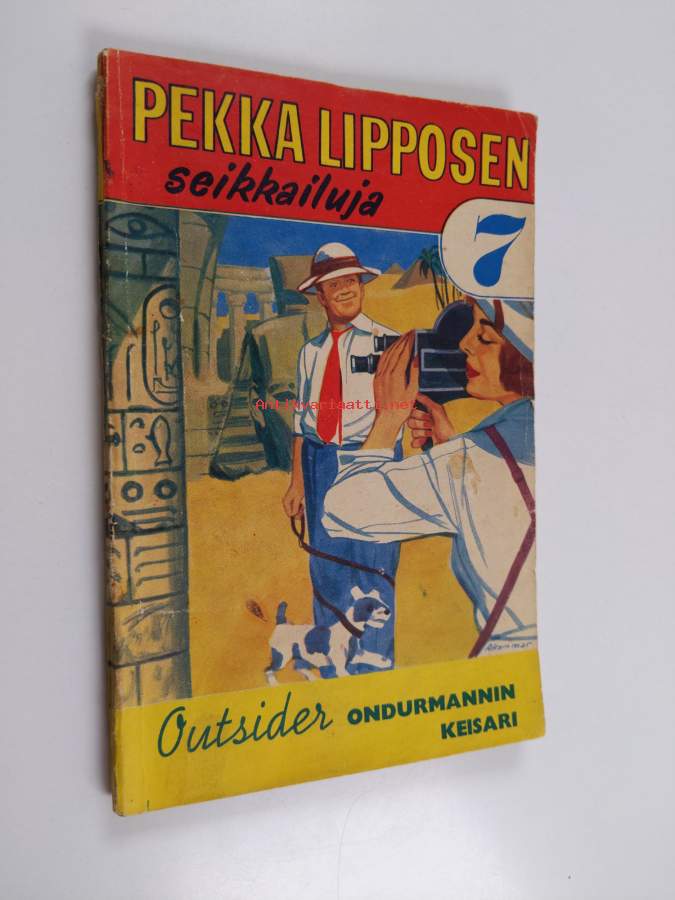 PEKKA LIPPOSEN
seikkailuja
7
Antikvariaatti.net
Outsider ONDURMANNIN
KEISARI